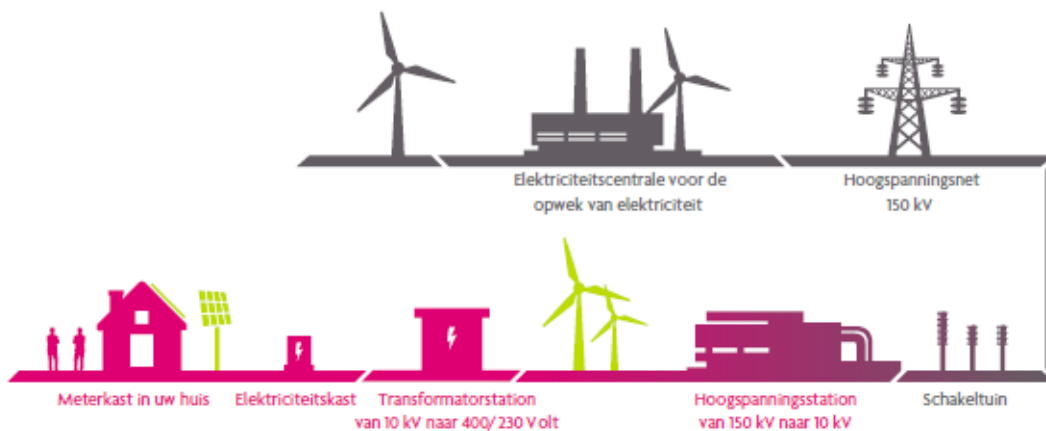 Elektriciteitscentrale voor de
opwek van elektriciteit
Hoogspanningsnet
150 kV
Meterkast in uw huis
Elektriciteitskast
Transformatorstation
van 10 kV naar 400/230 Volt
Hoogspanningsstation
van 150 kV naar 10 kV
Schakeltuin